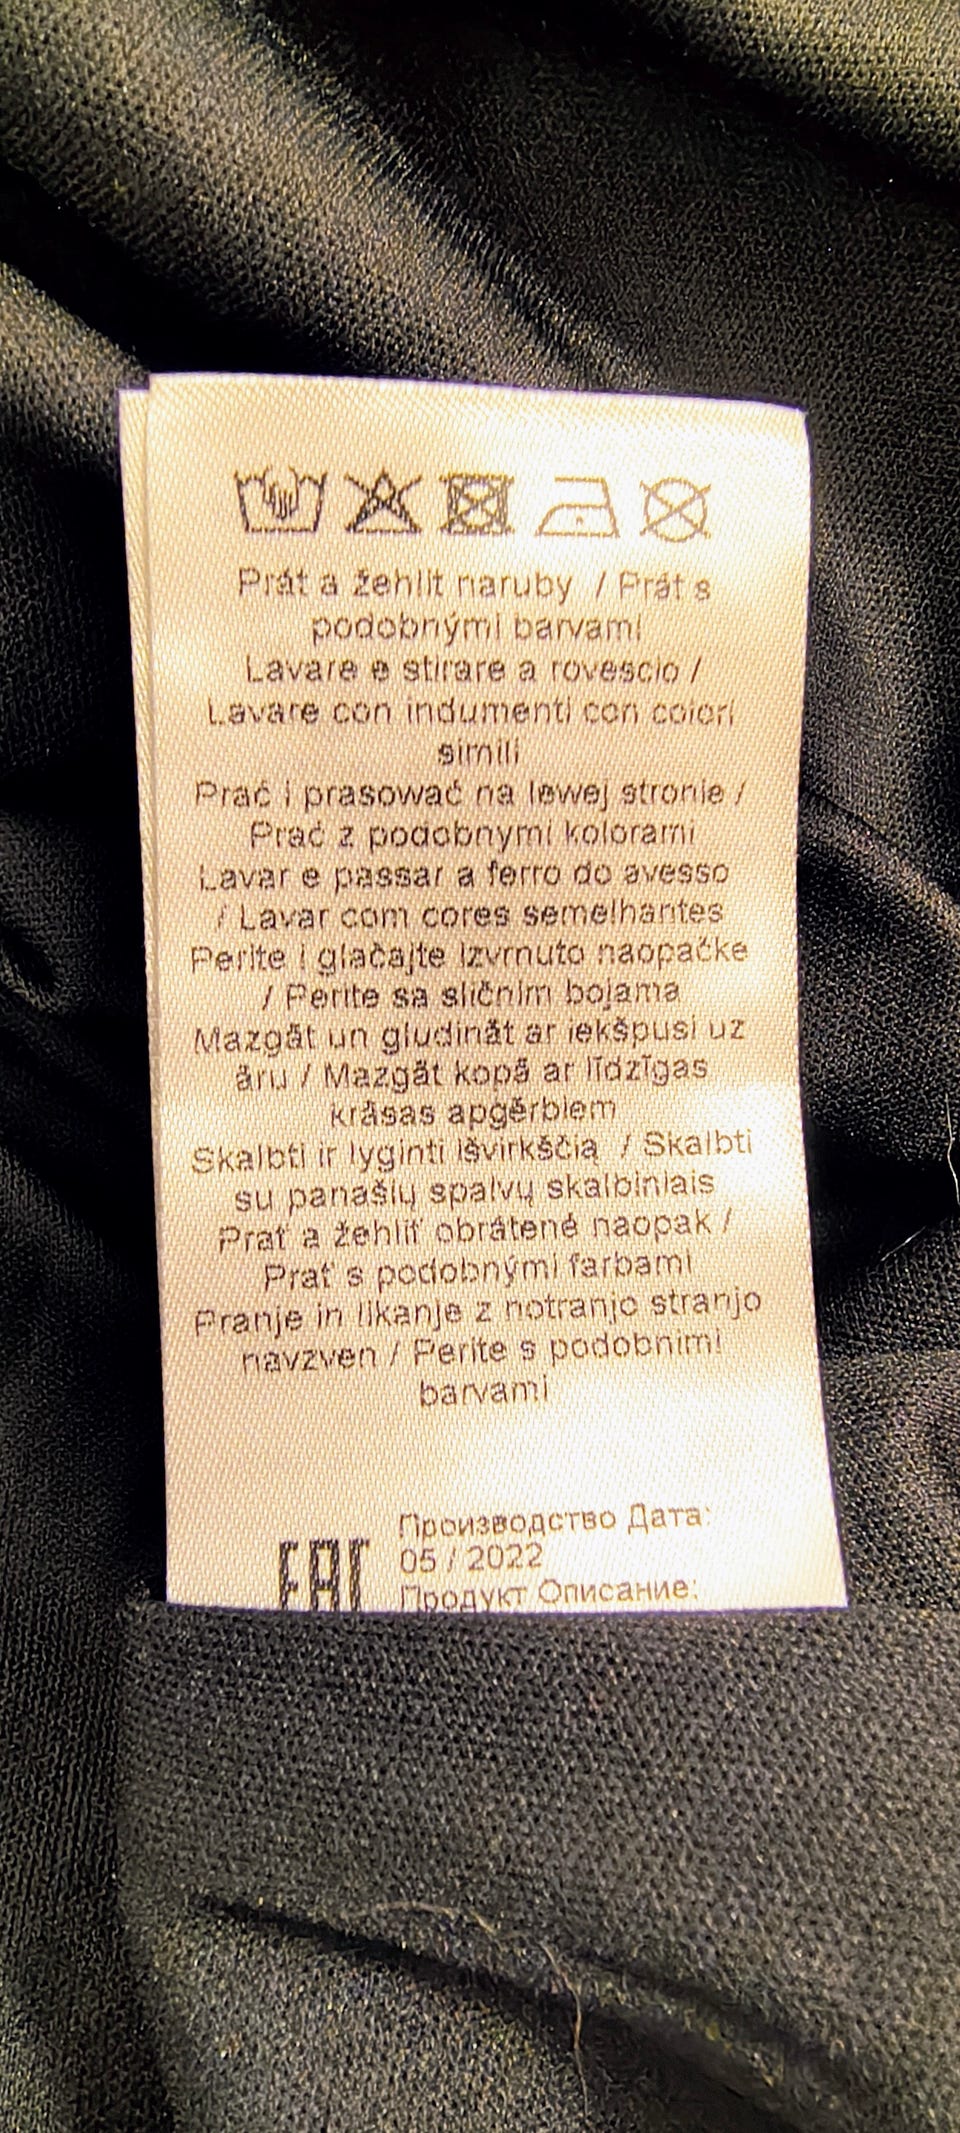 Prát a žehlit naruby / Prát s
podobnými barvami
Lavare e stirare a rovescio /
Lavare con indumenti con colori
simili
Prać i prasować na lewej stronie /
Prać z podobnymi kolorami
Lavar e passar a ferro do avesso
/ Lavar com cores semelhantes
Perite i glačajte izvrnuto naopačke
/ Perite sa sličnim bojama
Mazgāt un gludināt ar iekšpusi uz
āru / Mazgāt kopā ar līdzīgas
krāsas apģērbiem
Skalbti ir lyginti išvirkščią / Skalbti
su panašių spalvų skalbiniais
Prať a žehliť obrátené naopak /
Prať s podobnými farbami
Pranje in likanje z notranjo stranjo
navzven / Perite s podobnimi
barvami
EAC
Производство Дата:
05 / 2022
Продукт Описание: